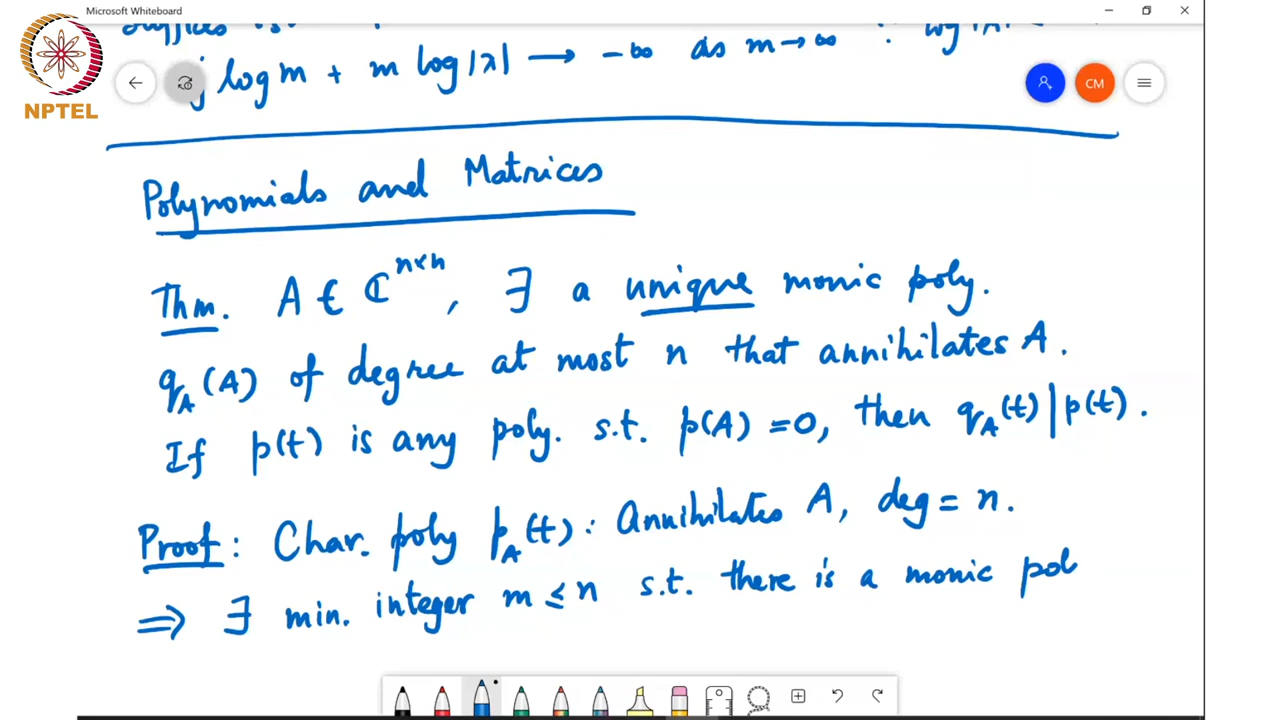 Microsoft Whiteboard
j log m + m log |λ| → -∞ as m → ∞ : log |λ| <
NPTEL
CM
Polynomials and Matrices
Thm. A ∈ ℂⁿˣⁿ, ∃ a unique monic poly.
q_A(A) of degree at most n that annihilates A.
If p(t) is any poly. s.t. p(A) = 0, then q_A(t) | p(t).
Proof: Char. poly p_A(t): Annihilates A, deg = n.
⇒ ∃ min. integer m ≤ n s.t. there is a monic pol